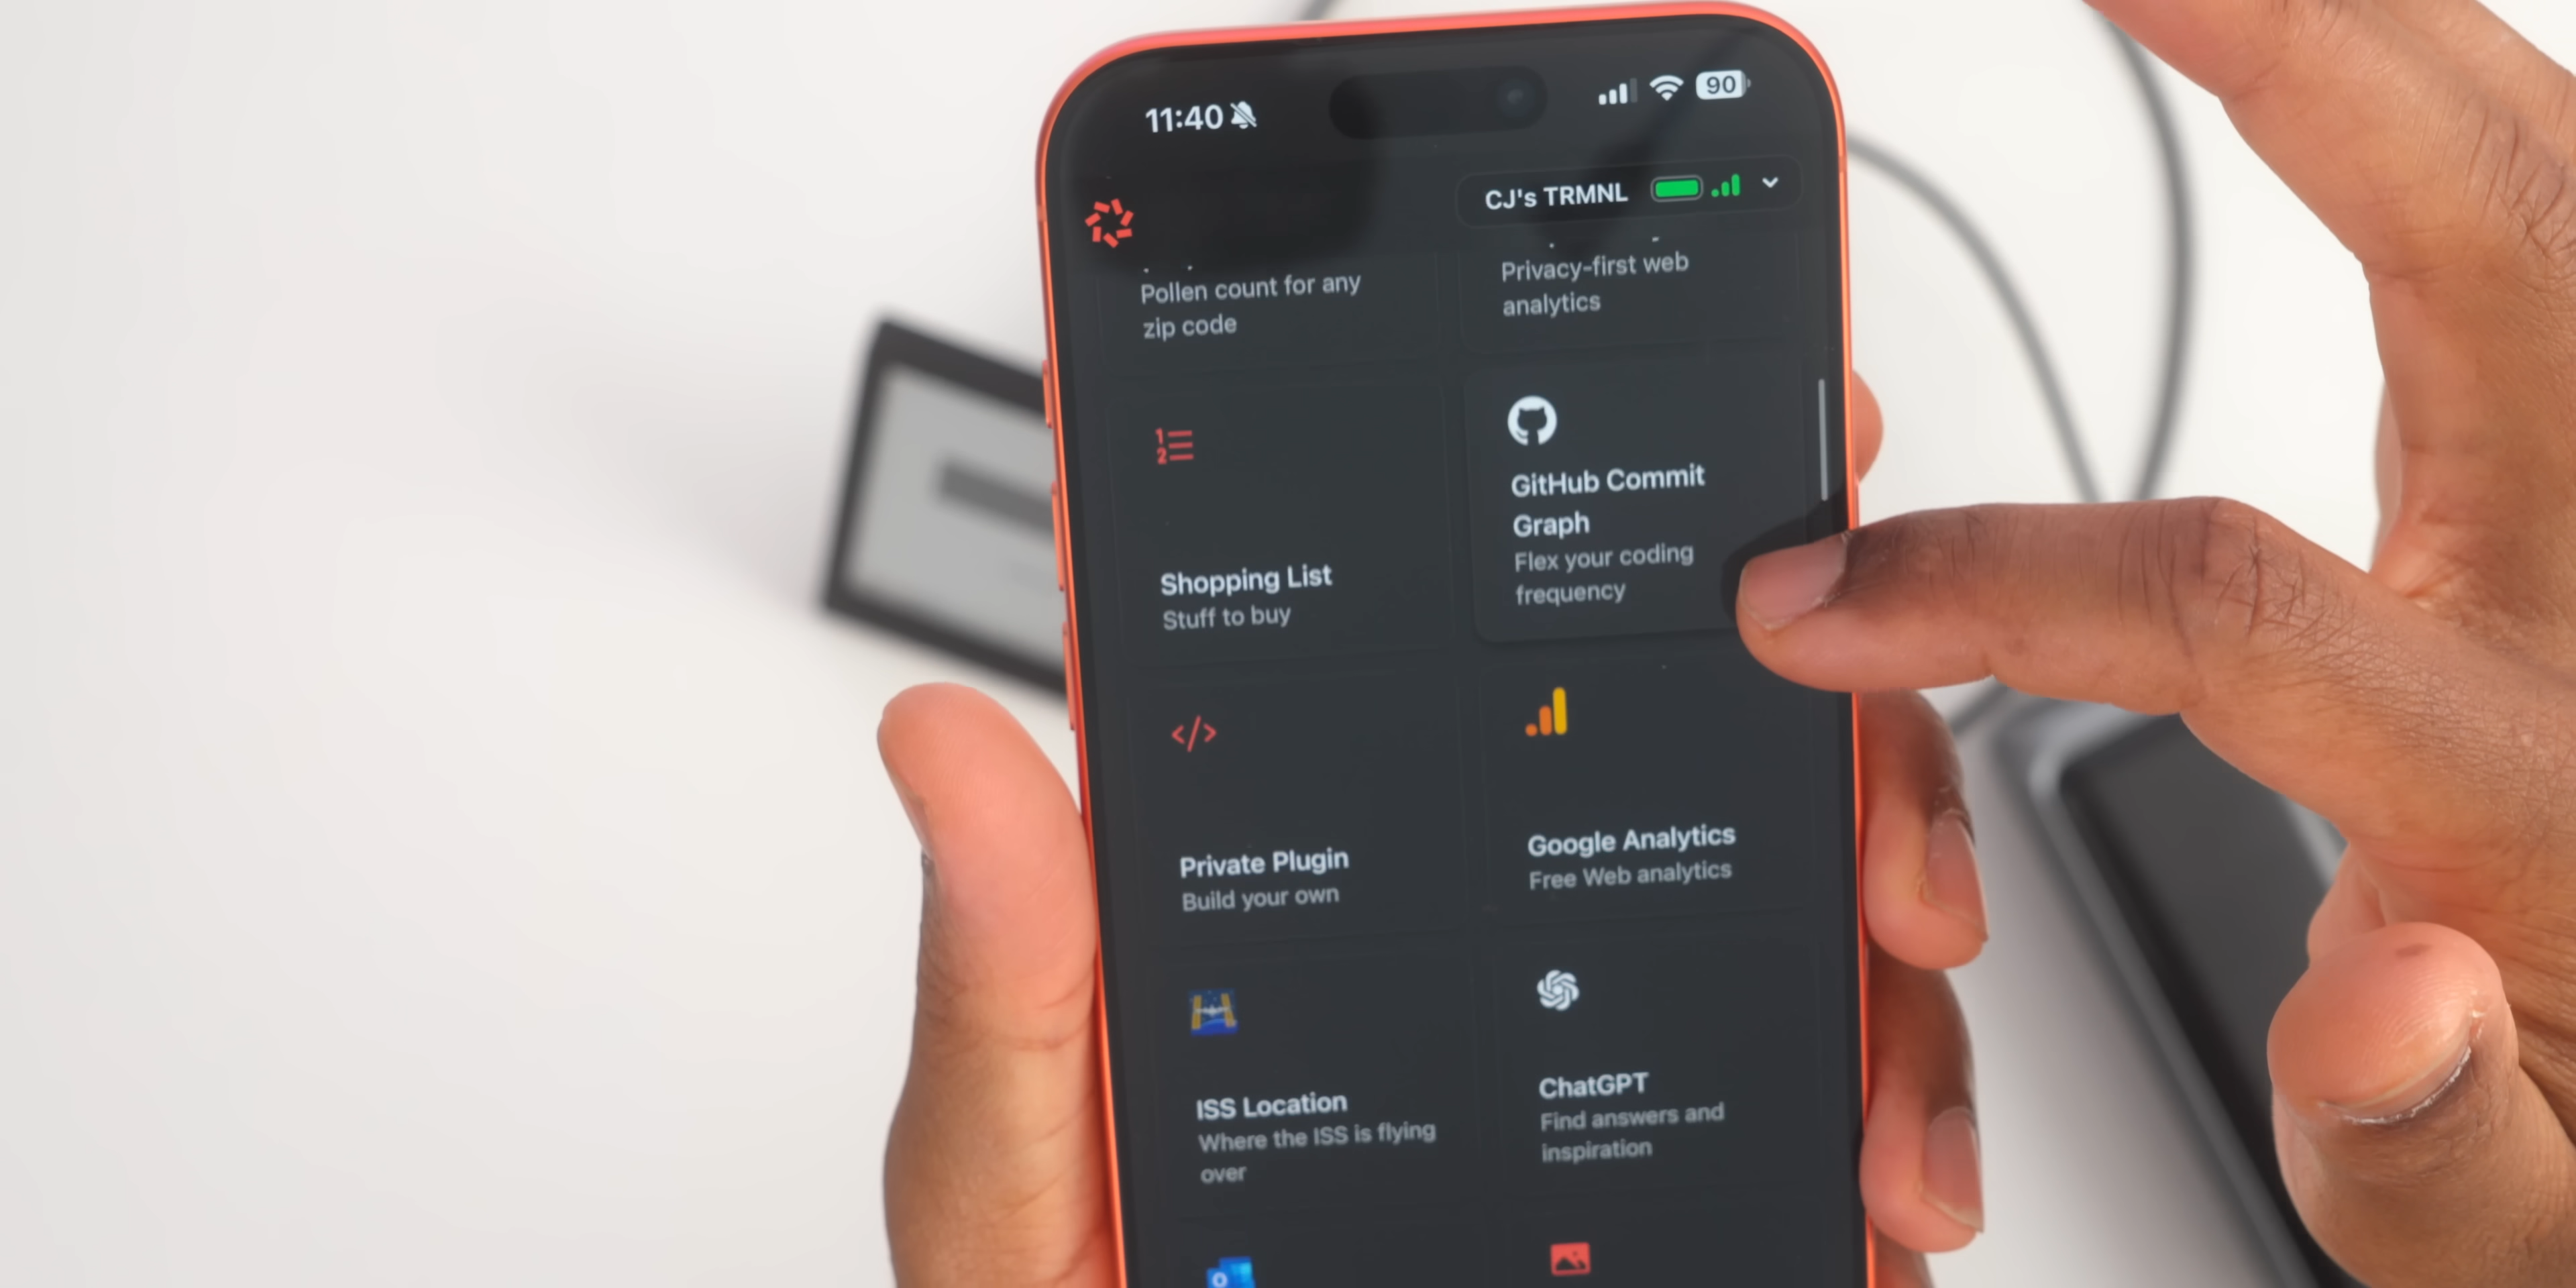 11:40
90
CJ's TRMNL
Pollen count for any
zip code
Privacy-first web
analytics
1
2
Shopping List
Stuff to buy
GitHub Commit
Graph
Flex your coding
frequency
</>
Private Plugin
Build your own
Google Analytics
Free Web analytics
ISS Location
Where the ISS is flying
over
ChatGPT
Find answers and
inspiration